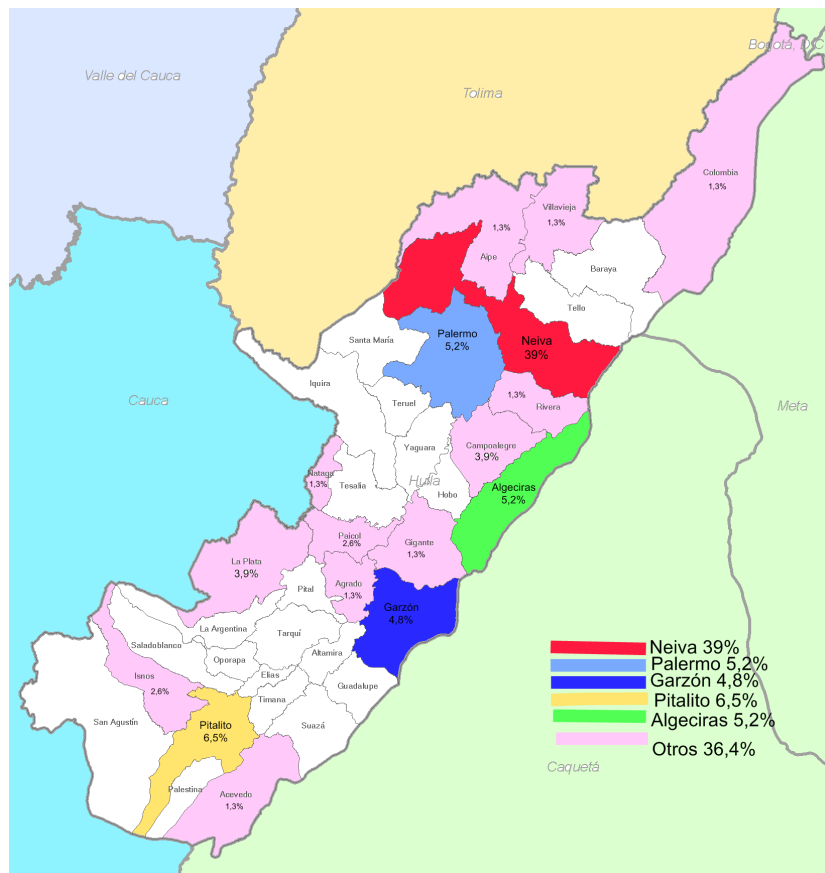 Bogotá, D.C
Valle del Cauca
Tolima
Colombia
1,3%
Villavieja
1,3%
1,3%
Aipe
Baraya
Tello
Palermo
5,2%
Neiva
39%
Santa María
Iquira
Teruel
1,3%
Rivera
Cauca
Meta
Yaguara
Campoalegre
3,9%
Nataga
1,3%
Tesalia
Huila
Hobo
Algeciras
5,2%
Paicol
2,6%
Gigante
1,3%
La Plata
3,9%
Agrado
1,3%
Pital
Garzón
4,8%
La Argentina
Tarquí
Saladoblanco
Oporapa
Altamira
Elias
Isnos
2,6%
Guadalupe
Timana
San Agustín
Pitalito
6,5%
Suazá
Palestina
Acevedo
1,3%
Neiva 39%
Palermo 5,2%
Garzón 4,8%
Pitalito 6,5%
Algeciras 5,2%
Otros 36,4%
Caquetá